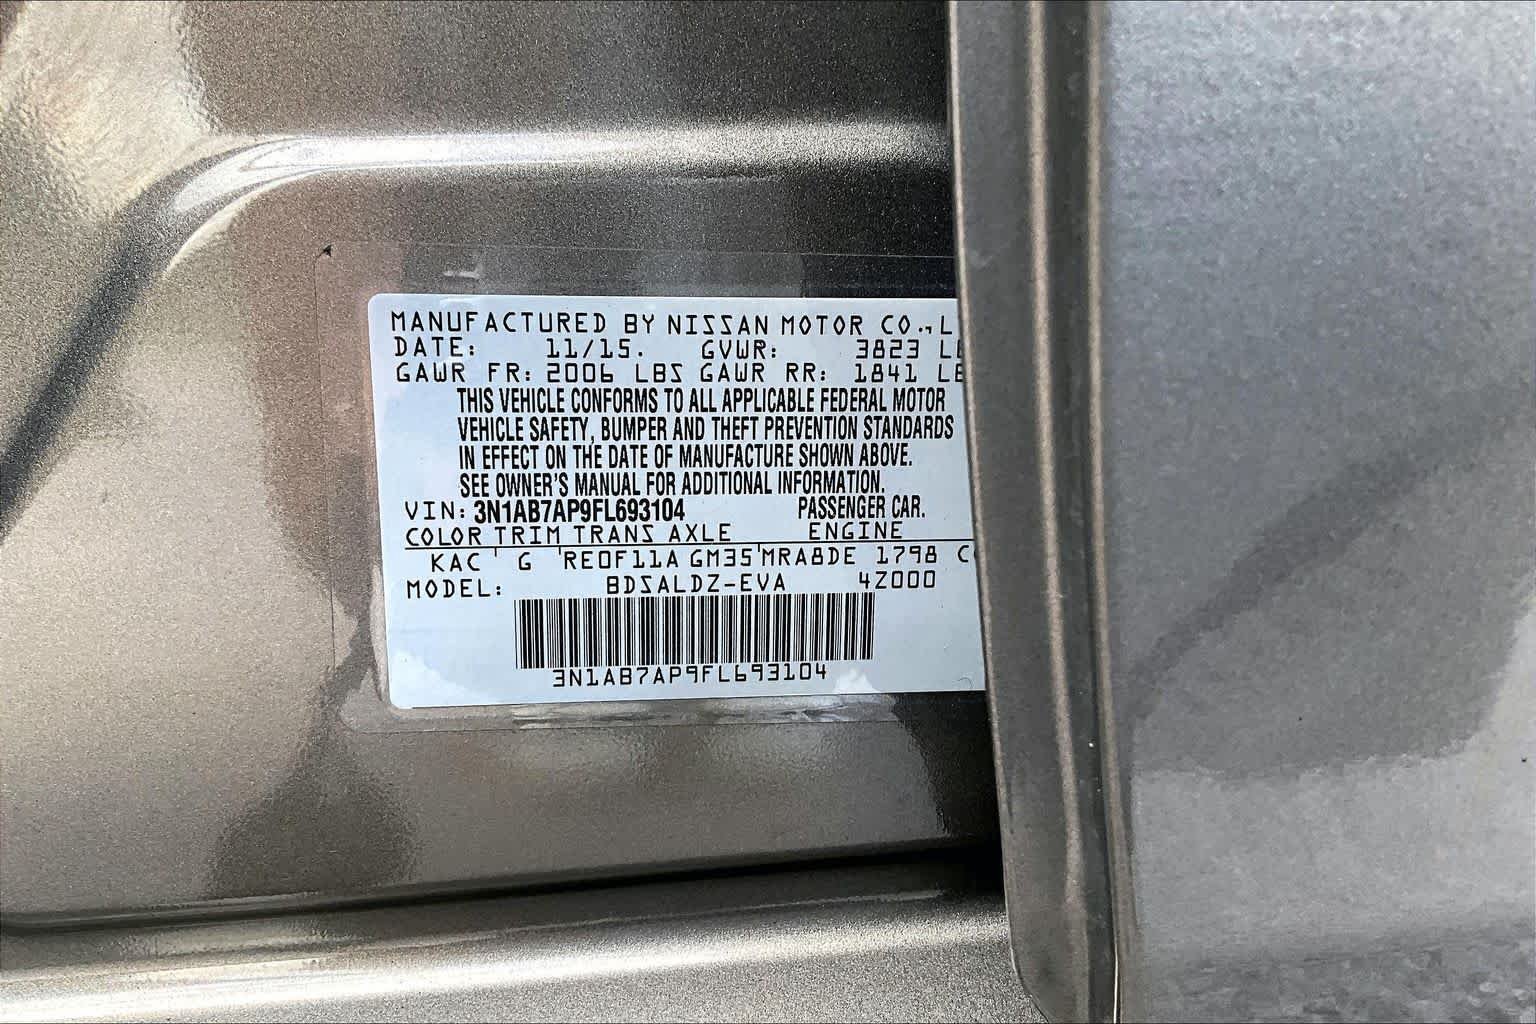 MANUFACTURED BY NISSAN MOTOR CO., L
DATE: 11/15. GVWR: 3823 LB
GAWR FR: 2006 LBS GAWR RR: 1841 LB
THIS VEHICLE CONFORMS TO ALL APPLICABLE FEDERAL MOTOR
VEHICLE SAFETY, BUMPER AND THEFT PREVENTION STANDARDS
IN EFFECT ON THE DATE OF MANUFACTURE SHOWN ABOVE.
SEE OWNER'S MANUAL FOR ADDITIONAL INFORMATION.
VIN: 3N1AB7AP9FL693104 PASSENGER CAR.
COLOR TRIM TRANS AXLE ENGINE
KAC ' G 'RE0F11A GM35'MRA8DE 1798 C
MODEL: BDSALDZ-EVA 4Z000
3N1AB7AP9FL693104